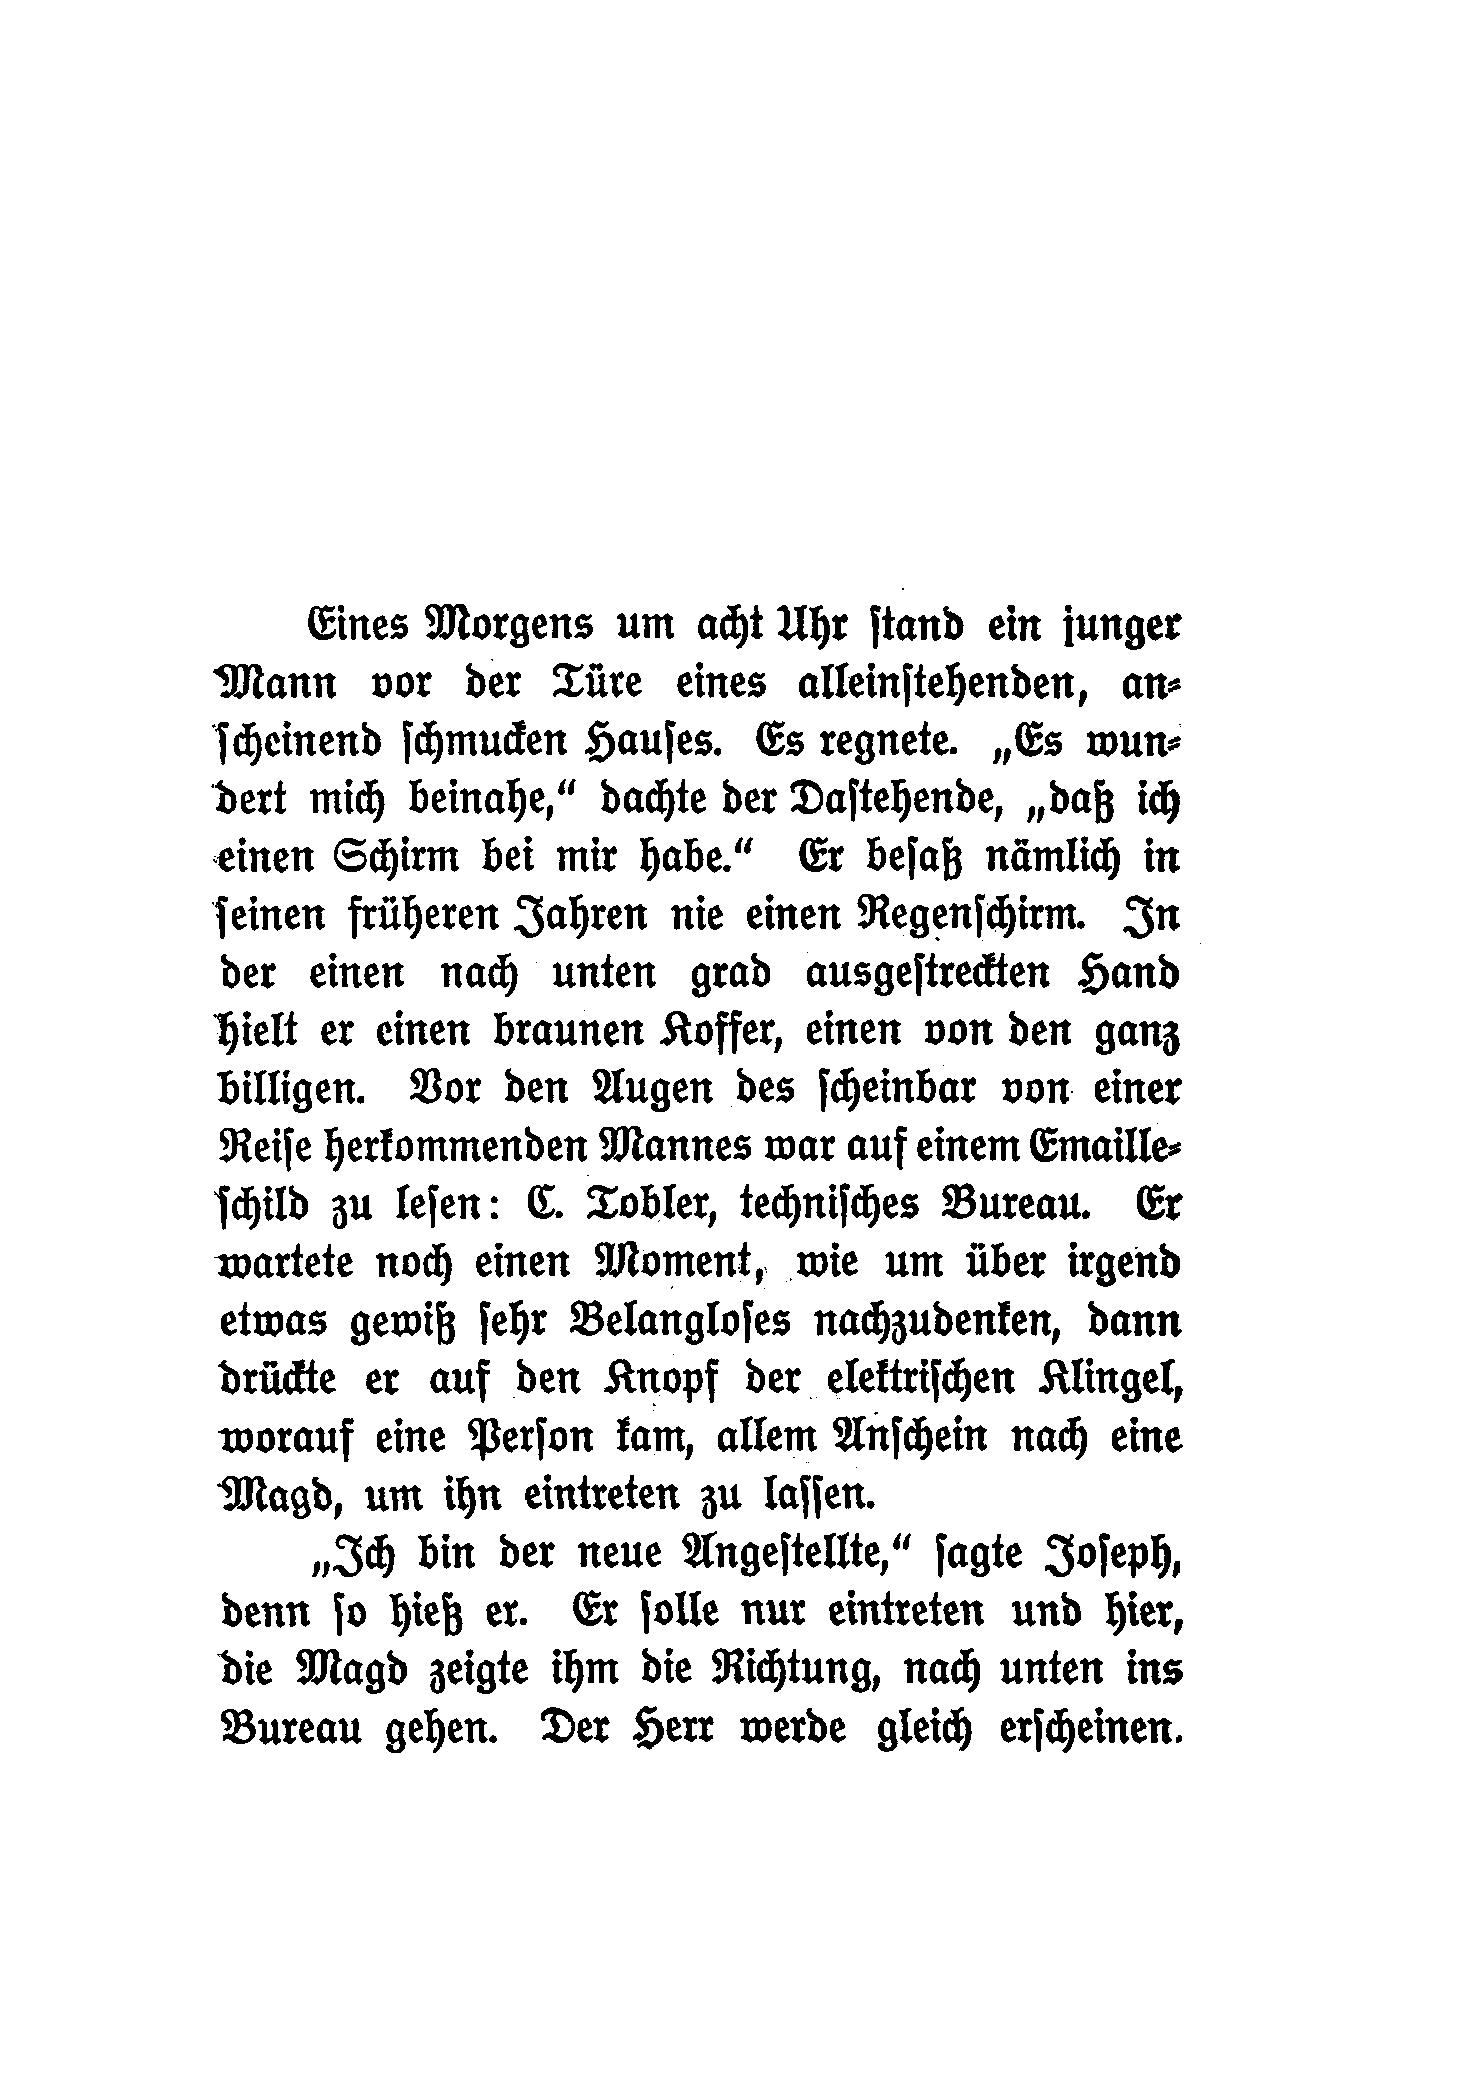 Eines Morgens um acht Uhr ſtand ein junger
Mann vor der Türe eines alleinſtehenden, an⸗
ſcheinend ſchmucken Hauſes. Es regnete. „Es wun⸗
dert mich beinahe,“ dachte der Daſtehende, „daß ich
einen Schirm bei mir habe.“ Er beſaß nämlich in
ſeinen früheren Jahren nie einen Regenſchirm. In
der einen nach unten grad ausgeſtreckten Hand
hielt er einen braunen Koffer, einen von den ganz
billigen. Vor den Augen des ſcheinbar von einer
Reiſe herkommenden Mannes war auf einem Emaille⸗
ſchild zu leſen: C. Tobler, techniſches Bureau. Er
wartete noch einen Moment, wie um über irgend
etwas gewiß ſehr Belangloſes nachzudenken, dann
drückte er auf den Knopf der elektriſchen Klingel,
worauf eine Perſon kam, allem Anſchein nach eine
Magd, um ihn eintreten zu laſſen.
„Ich bin der neue Angeſtellte,“ ſagte Joſeph,
denn ſo hieß er. Er ſolle nur eintreten und hier,
die Magd zeigte ihm die Richtung, nach unten ins
Bureau gehen. Der Herr werde gleich erſcheinen.